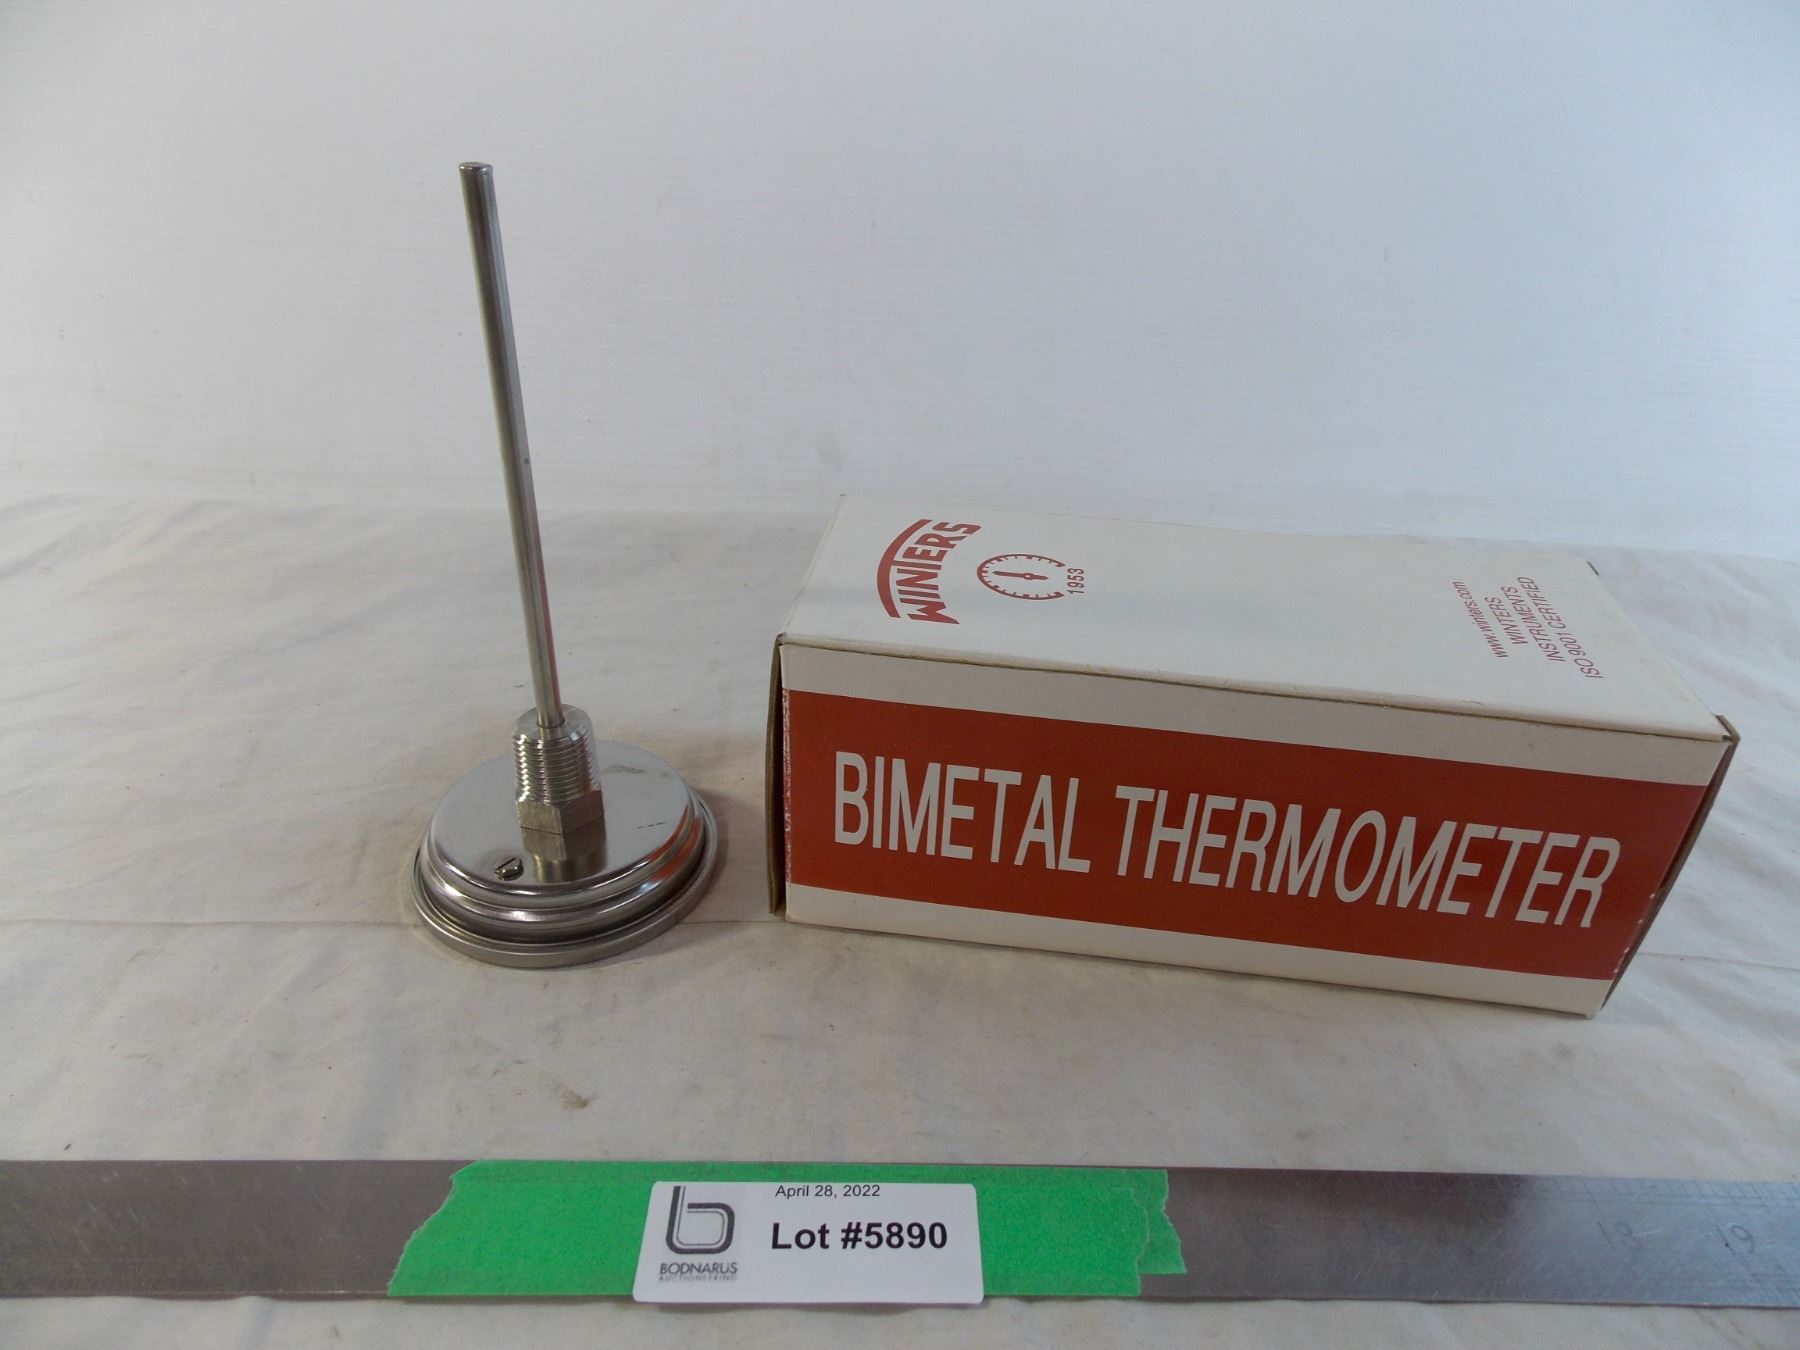 WINTERS
1953
www.winters.com
WINTERS
INSTRUMENTS
ISO 9001 CERTIFIED
BIMETAL THERMOMETER
April 28, 2022
Lot #5890
b
BODNARUS
AUCTIONEERING
18
19